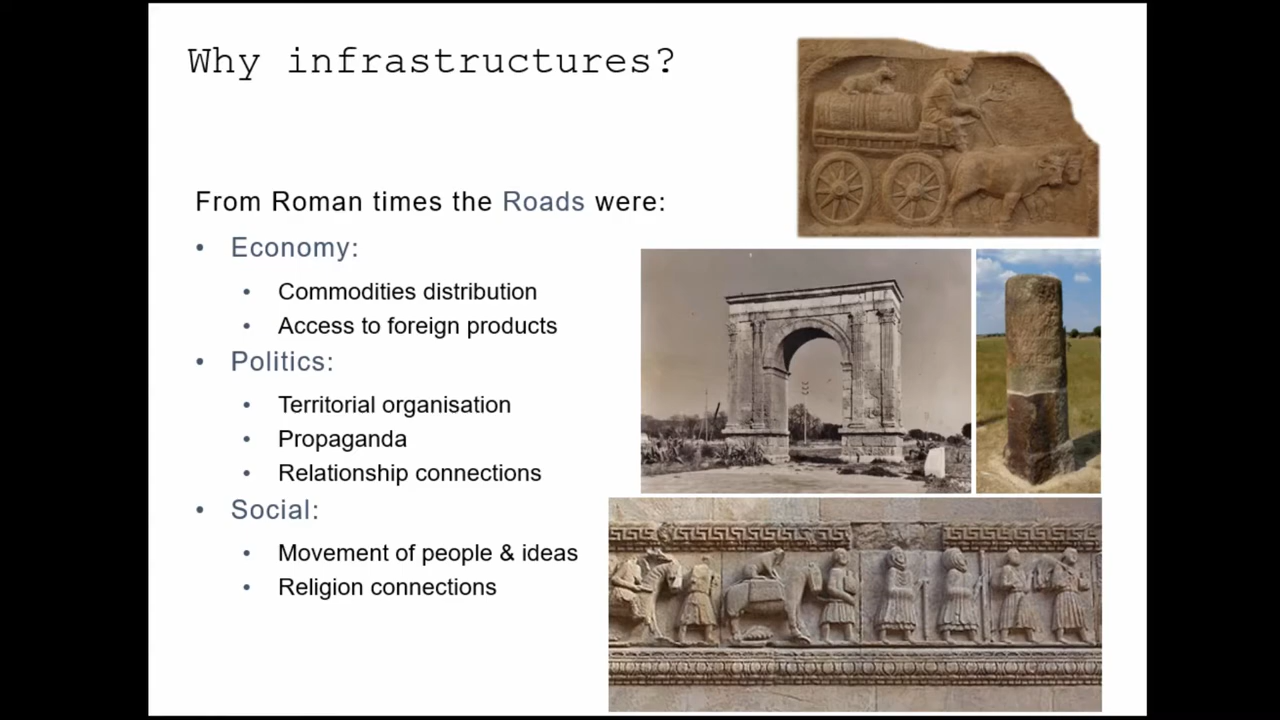 Why infrastructures?
From Roman times the Roads were:
• Economy:
• Commodities distribution
• Access to foreign products
• Politics:
• Territorial organisation
• Propaganda
• Relationship connections
• Social:
• Movement of people & ideas
• Religion connections